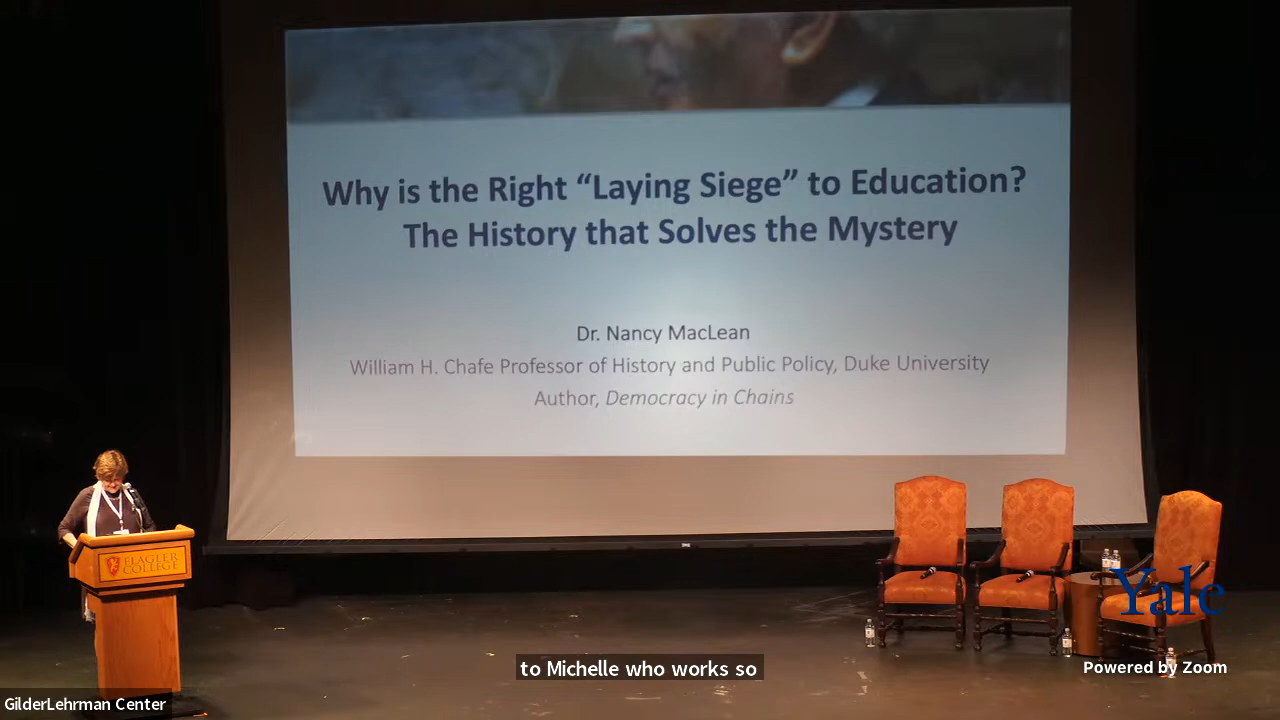 Why is the Right “Laying Siege” to Education?
The History that Solves the Mystery
Dr. Nancy MacLean
William H. Chafe Professor of History and Public Policy, Duke University
Author, Democracy in Chains
FLAGLER
COLLEGE
Yale
to Michelle who works so
Powered by Zoom
GilderLehrman Center